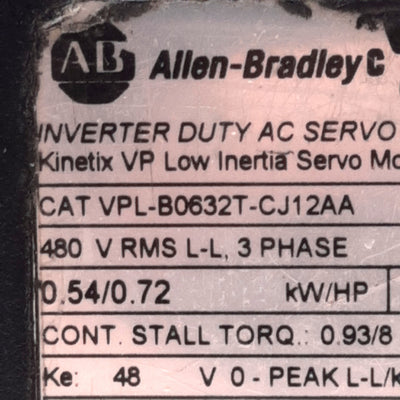 AB Allen-Bradley
INVERTER DUTY AC SERVO
Kinetix VP Low Inertia Servo Mo
CAT VPL-B0632T-CJ12AA
480 V RMS L-L, 3 PHASE
0.54/0.72 kW/HP
CONT. STALL TORQ.: 0.93/8
Ke: 48 V 0 - PEAK L-L/k